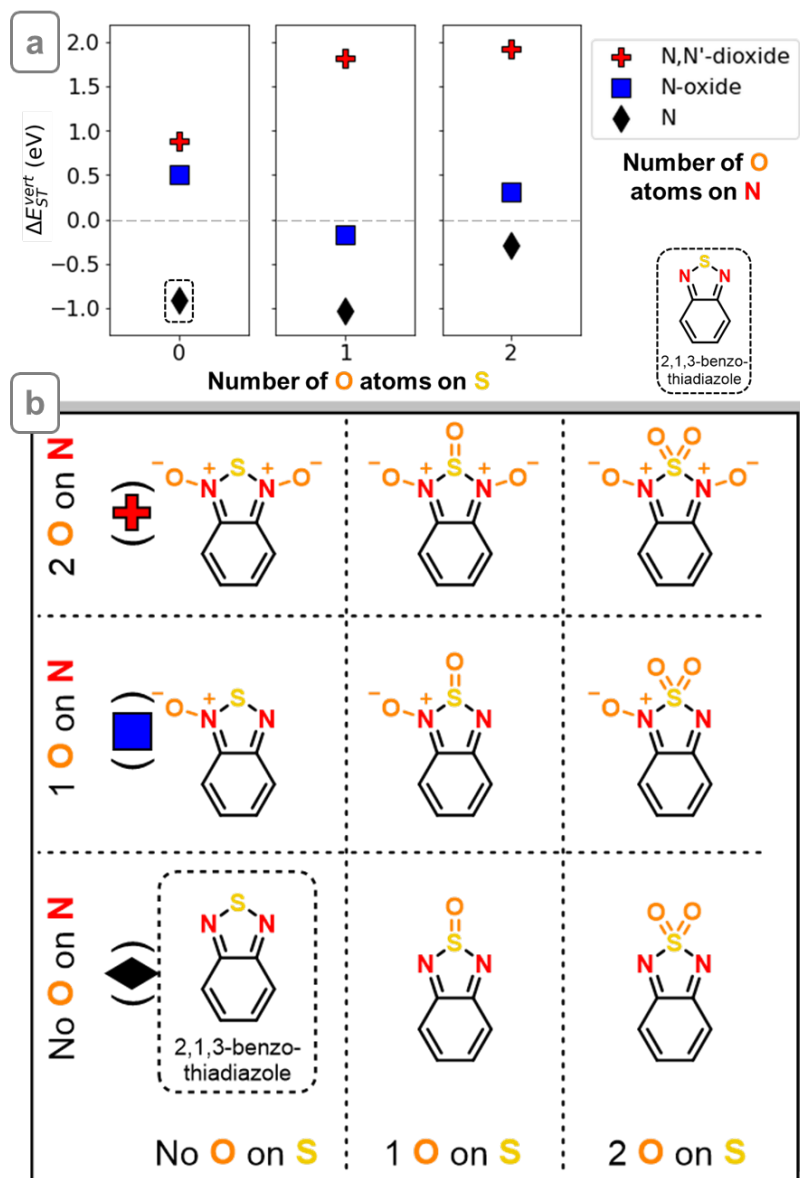 a
2.0
1.5
1.0
0.5
0.0
−0.5
−1.0
ΔE_ST^vert (eV)
0
1
2
Number of O atoms on S
N,N'-dioxide
N-oxide
N
Number of O
atoms on N
S
N N
2,1,3-benzo-
thiadiazole
b
2 O on N
−O + S + O−
N N
O
−O + S + O−
N N
O O
−O + S + O−
N N
1 O on N
−O + S
N N
O
−O + S
N N
O O
−O + S
N N
No O on N
S
N N
2,1,3-benzo-
thiadiazole
O
S
N N
O O
S
N N
No O on S
1 O on S
2 O on S